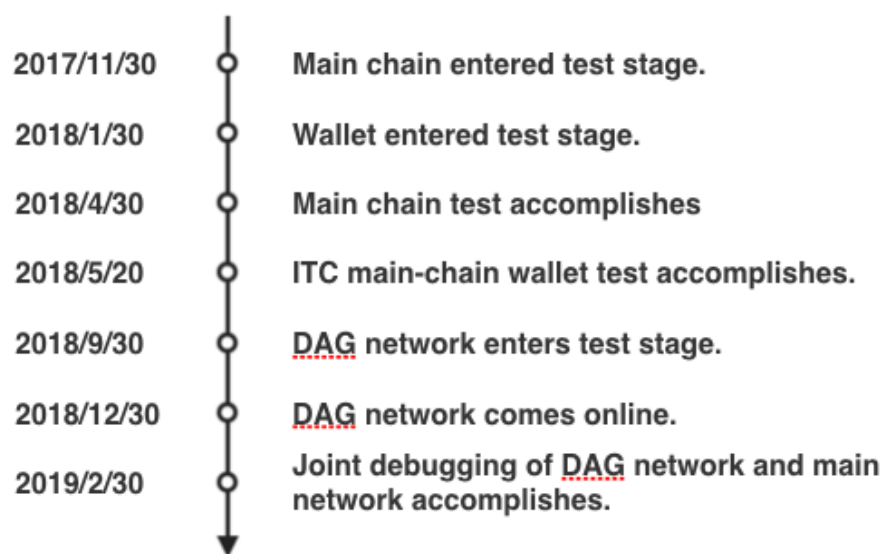 2017/11/30 Main chain entered test stage.
2018/1/30 Wallet entered test stage.
2018/4/30 Main chain test accomplishes
2018/5/20 ITC main-chain wallet test accomplishes.
2018/9/30 DAG network enters test stage.
2018/12/30 DAG network comes online.
2019/2/30 Joint debugging of DAG network and main
network accomplishes.